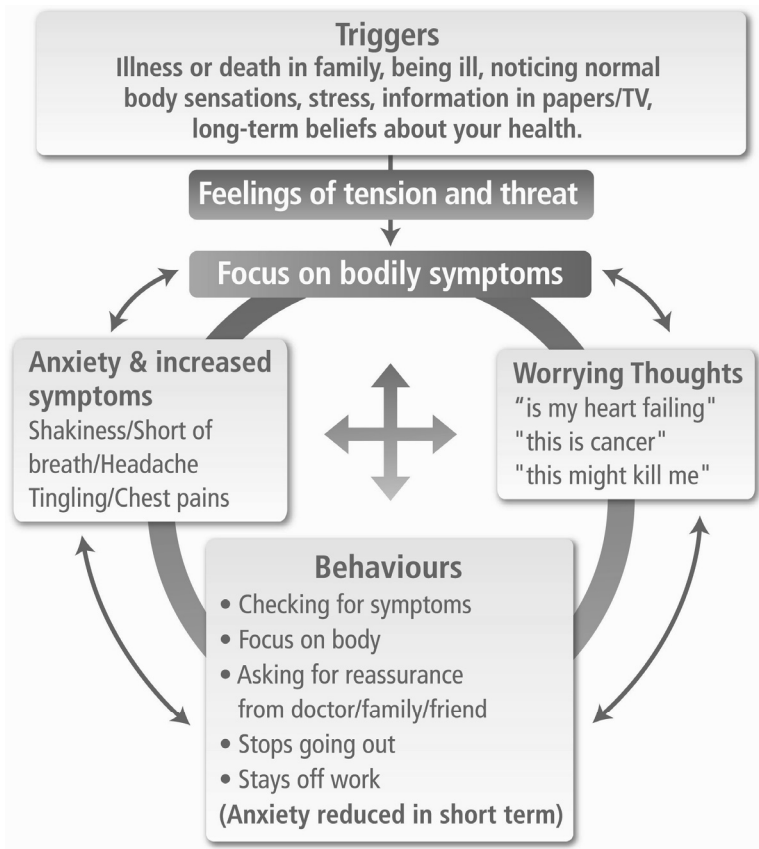 Triggers
Illness or death in family, being ill, noticing normal
body sensations, stress, information in papers/TV,
long-term beliefs about your health.
Feelings of tension and threat
Focus on bodily symptoms
Anxiety & increased
symptoms
Shakiness/Short of
breath/Headache
Tingling/Chest pains
Worrying Thoughts
“is my heart failing"
"this is cancer"
"this might kill me"
Behaviours
• Checking for symptoms
• Focus on body
• Asking for reassurance
from doctor/family/friend
• Stops going out
• Stays off work
(Anxiety reduced in short term)